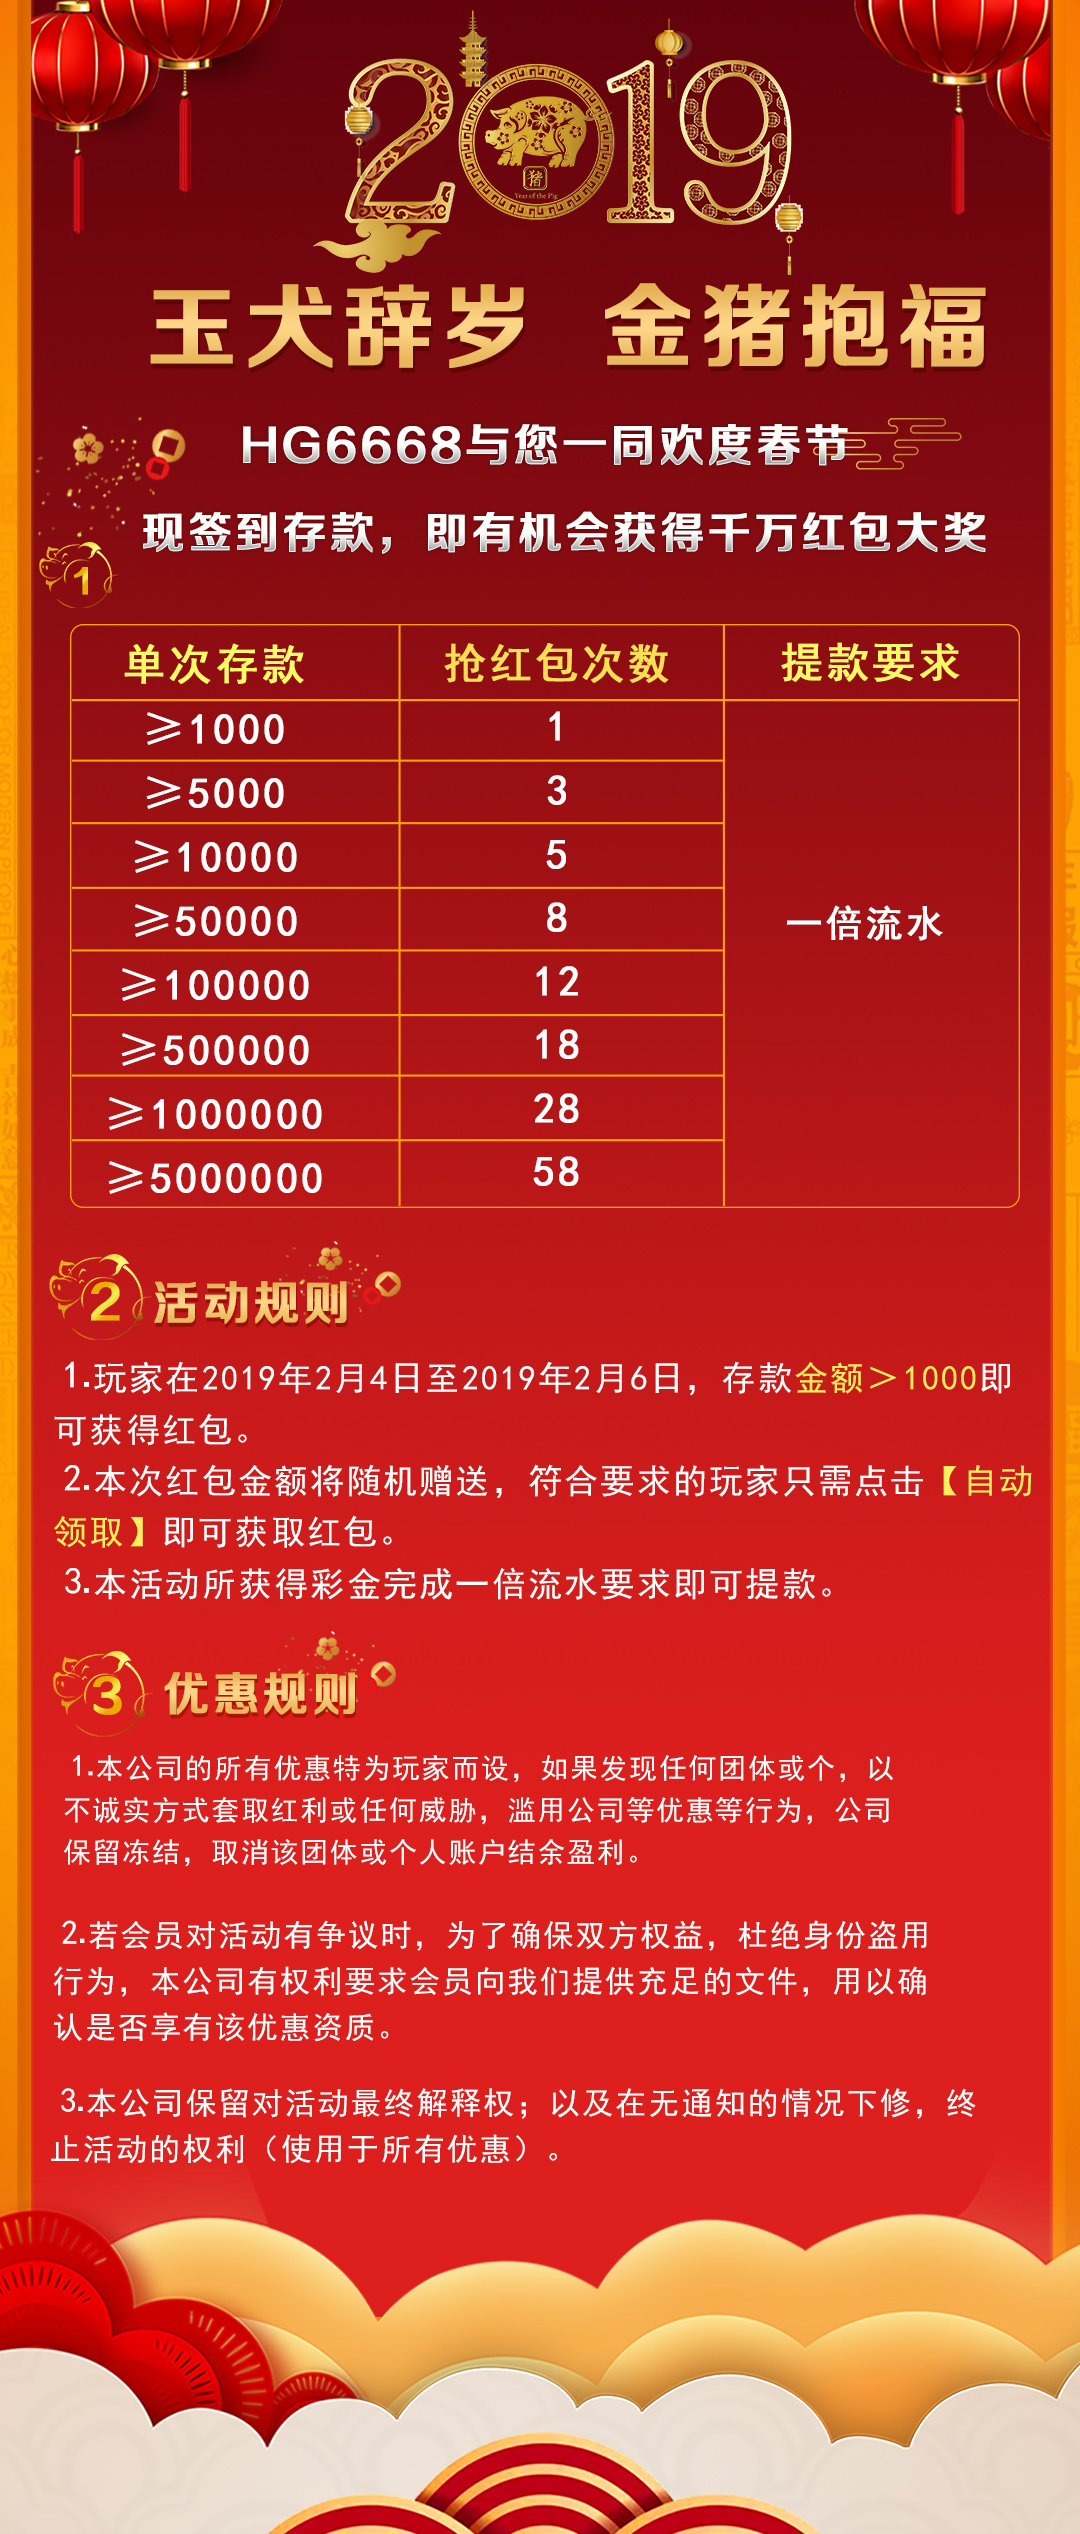 2019
猪
Year of the Pig
玉犬辞岁 金猪抱福
HG6668与您一同欢度春节
现签到存款，即有机会获得千万红包大奖
1
单次存款 抢红包次数 提款要求
≥1000 1
≥5000 3
≥10000 5
≥50000 8
一倍流水
≥100000 12
≥500000 18
≥1000000 28
≥5000000 58
2 活动规则
1.玩家在2019年2月4日至2019年2月6日，存款金额＞1000即
可获得红包。
2.本次红包金额将随机赠送，符合要求的玩家只需点击【自动
领取】即可获取红包。
3.本活动所获得彩金完成一倍流水要求即可提款。
3 优惠规则
1.本公司的所有优惠特为玩家而设，如果发现任何团体或个，以
不诚实方式套取红利或任何威胁，滥用公司等优惠等行为，公司
保留冻结，取消该团体或个人账户结余盈利。
2.若会员对活动有争议时，为了确保双方权益，杜绝身份盗用
行为，本公司有权利要求会员向我们提供充足的文件，用以确
认是否享有该优惠资质。
3.本公司保留对活动最终解释权；以及在无通知的情况下修，终
止活动的权利（使用于所有优惠）。